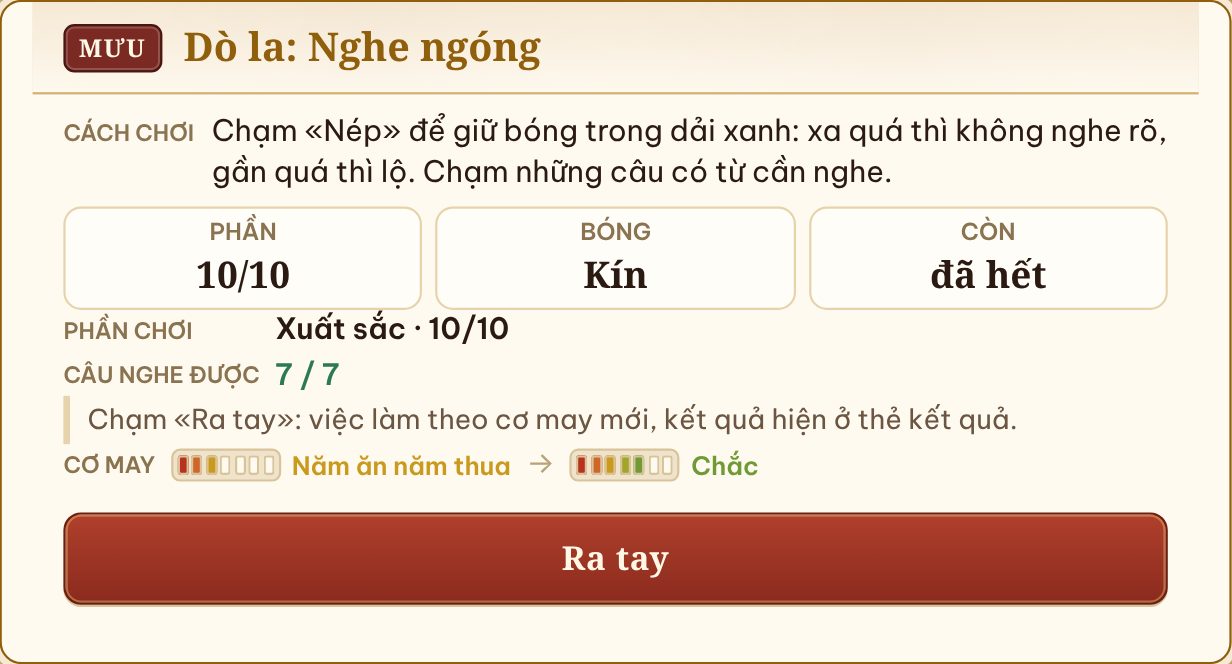 MƯU Dò la: Nghe ngóng
CÁCH CHƠI Chạm «Nép» để giữ bóng trong dải xanh: xa quá thì không nghe rõ,
gần quá thì lộ. Chạm những câu có từ cần nghe.
PHẦN BÓNG CÒN
10/10 Kín đã hết
PHẦN CHƠI Xuất sắc · 10/10
CÂU NGHE ĐƯỢC 7 / 7
Chạm «Ra tay»: việc làm theo cơ may mới, kết quả hiện ở thẻ kết quả.
CƠ MAY Năm ăn năm thua → Chắc
Ra tay